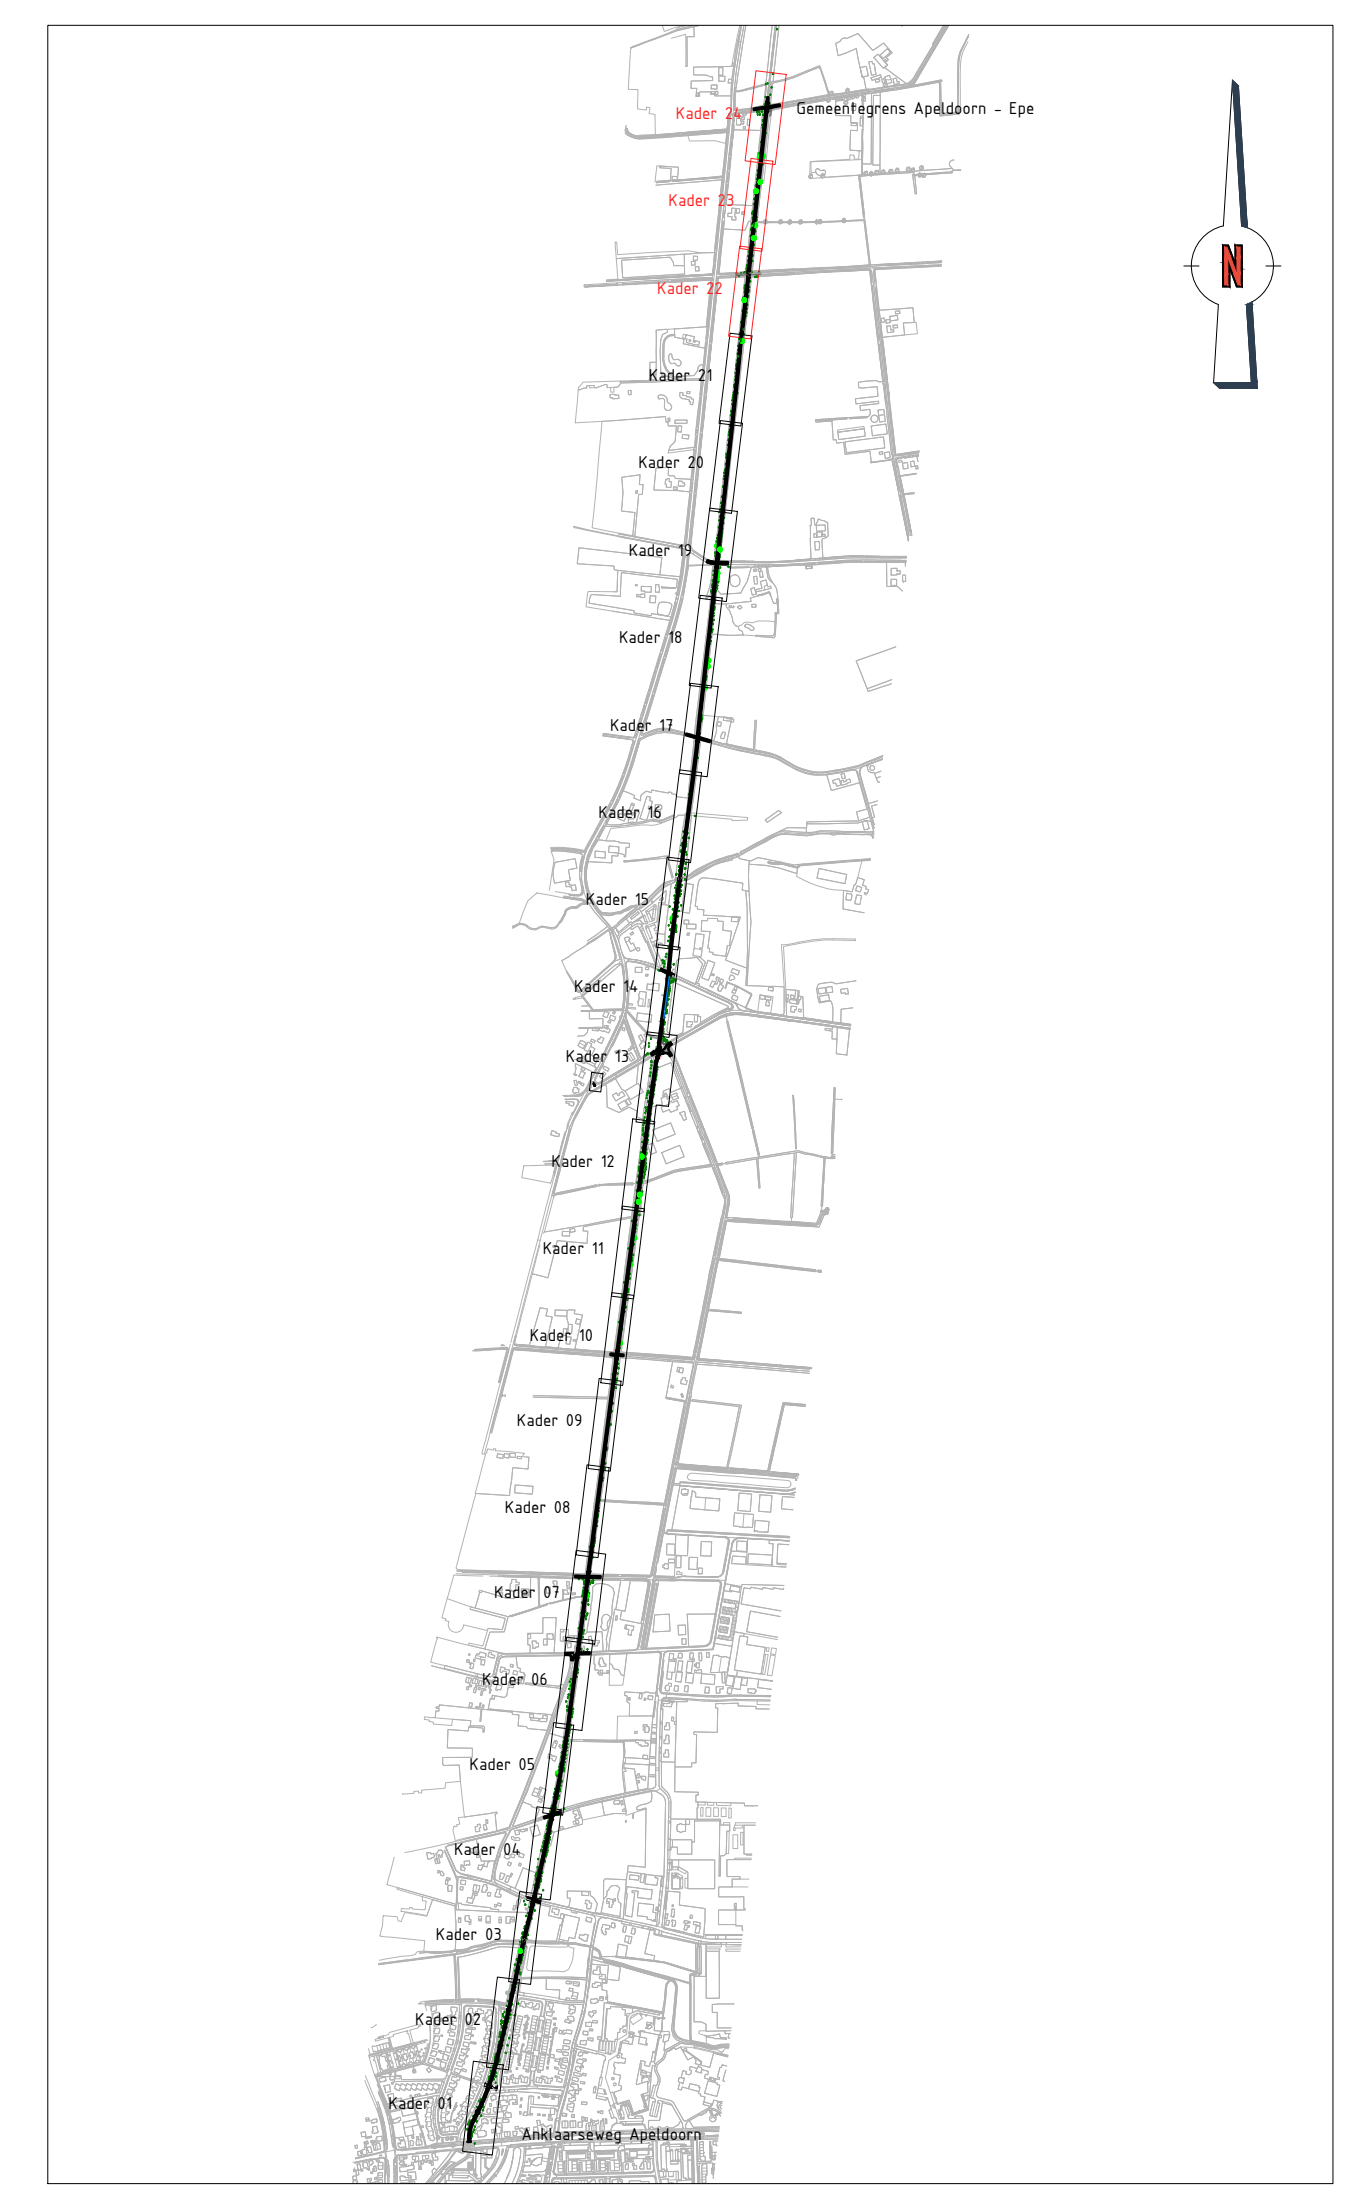 Kader 24
Gemeentegrens Apeldoorn - Epe
Kader 23
N
Kader 22
Kader 21
Kader 20
Kader 19
Kader 18
Kader 17
Kader 16
Kader 15
Kader 14
Kader 13
Kader 12
Kader 11
Kader 10
Kader 09
Kader 08
Kader 07
Kader 06
Kader 05
Kader 04
Kader 03
Kader 02
Kader 01
Anklaarseweg Apeldoorn